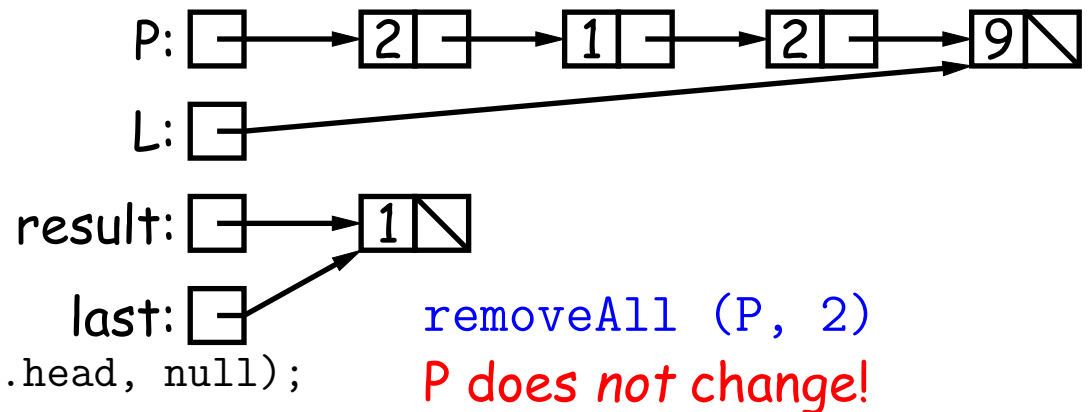 P: 2 1 2 9
L:
result: 1
last:
removeAll (P, 2)
.head, null);
P does not change!